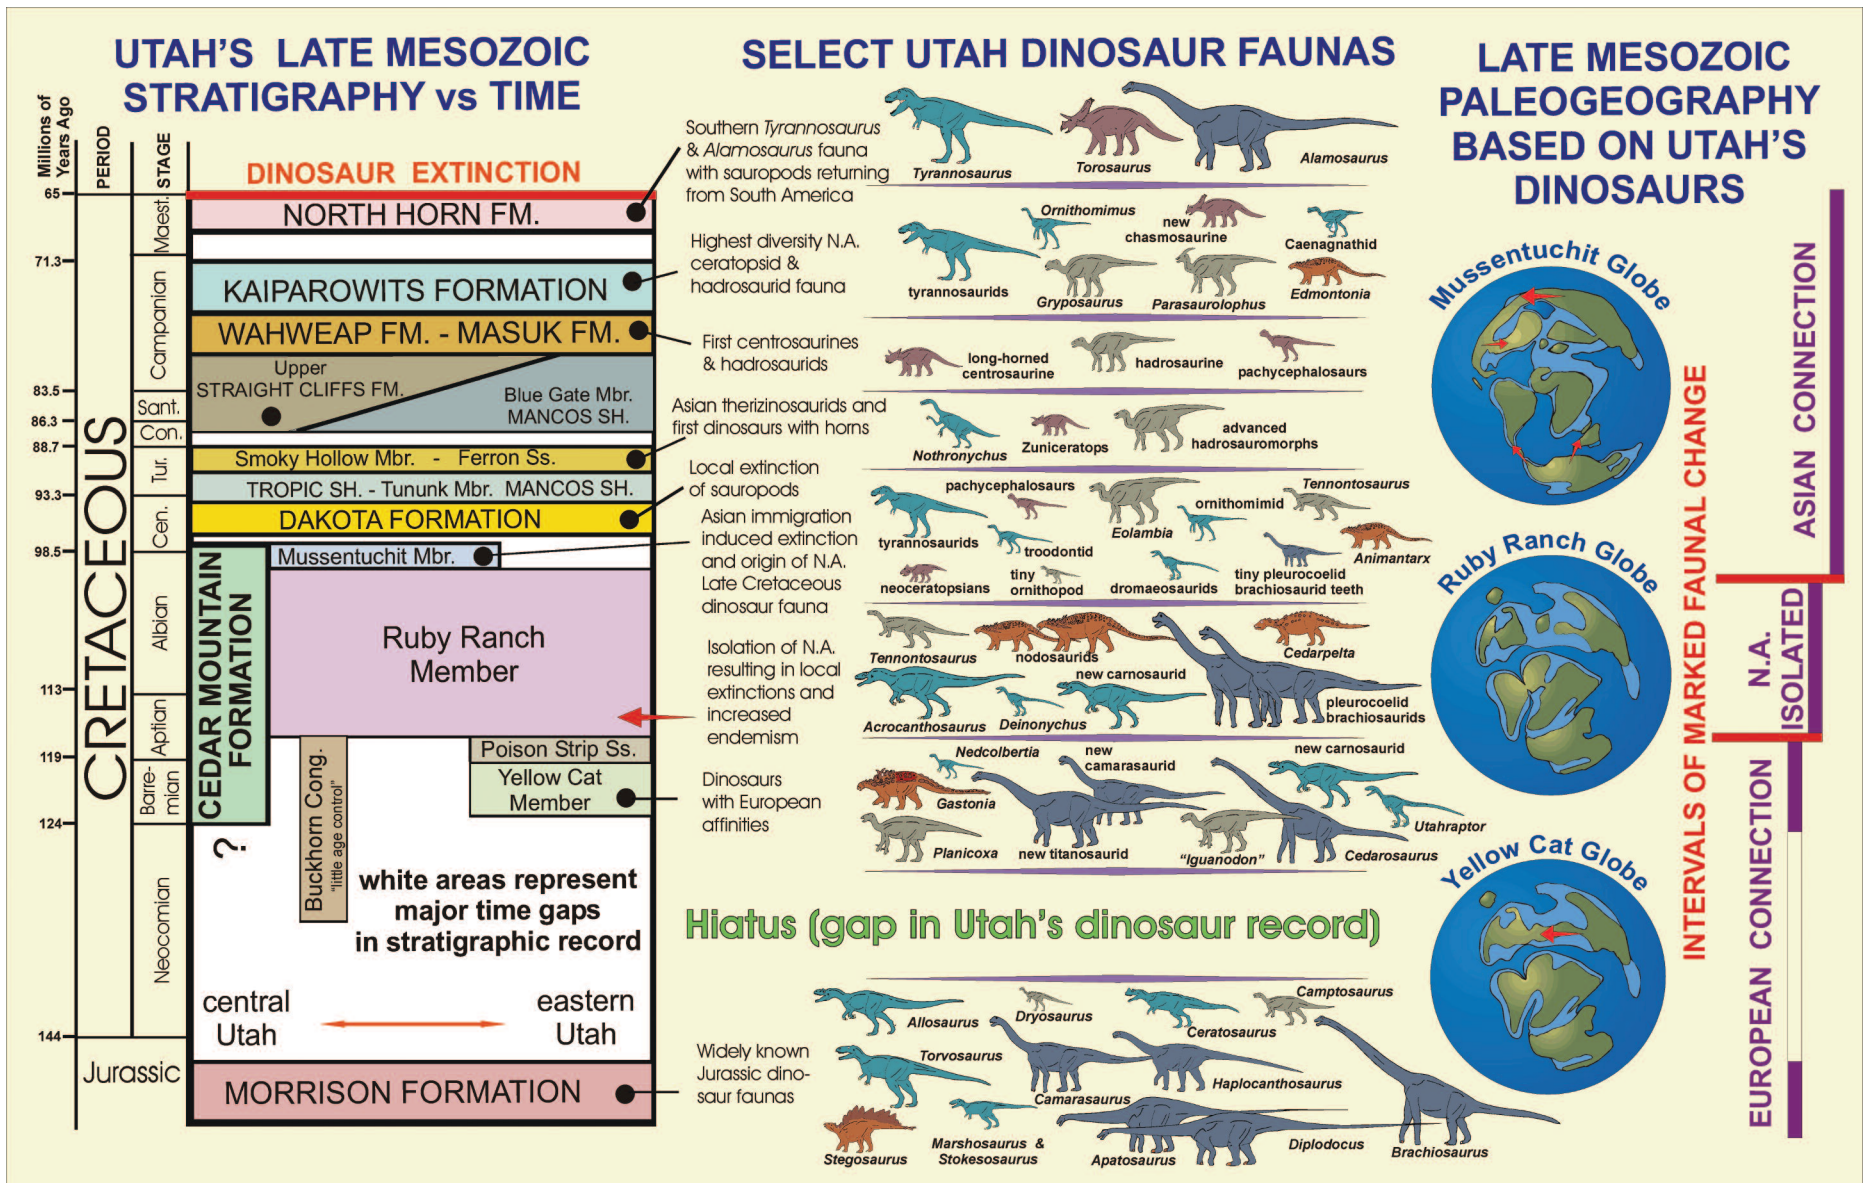 UTAH'S LATE MESOZOIC
STRATIGRAPHY vs TIME
Millions of
Years Ago
PERIOD
STAGE
65
71.3
83.5
86.3
88.7
93.3
98.5
113
119
124
144
CRETACEOUS
Jurassic
Maest.
Campanian
Sant.
Con.
Tur.
Cen.
Albian
Aptian
Barre-
mian
Neocomian
DINOSAUR EXTINCTION
NORTH HORN FM.
KAIPAROWITS FORMATION
WAHWEAP FM. - MASUK FM.
Upper
STRAIGHT CLIFFS FM.
Blue Gate Mbr.
MANCOS SH.
Smoky Hollow Mbr. - Ferron Ss.
TROPIC SH. - Tununk Mbr. MANCOS SH.
DAKOTA FORMATION
CEDAR MOUNTAIN
FORMATION
?
Mussentuchit Mbr.
Ruby Ranch
Member
Poison Strip Ss.
Yellow Cat
Member
Buckhorn Cong.
"little age control"
white areas represent
major time gaps
in stratigraphic record
central
Utah
eastern
Utah
MORRISON FORMATION
Southern Tyrannosaurus
& Alamosaurus fauna
with sauropods returning
from South America
Highest diversity N.A.
ceratopsid &
hadrosaurid fauna
First centrosaurines
& hadrosaurids
Asian therizinosaurids and
first dinosaurs with horns
Local extinction
of sauropods
Asian immigration
induced extinction
and origin of N.A.
Late Cretaceous
dinosaur fauna
Isolation of N.A.
resulting in local
extinctions and
increased
endemism
Dinosaurs
with European
affinities
Widely known
Jurassic dino-
saur faunas
SELECT UTAH DINOSAUR FAUNAS
Tyrannosaurus
Torosaurus
Alamosaurus
Ornithomimus
new
chasmosaurine
Caenagnathid
tyrannosaurids
Gryposaurus
Parasaurolophus
Edmontonia
long-horned
centrosaurine
hadrosaurine
pachycephalosaurs
Nothronychus
Zuniceratops
advanced
hadrosauromorphs
pachycephalosaurs
Tennontosaurus
ornithomimid
Eolambia
tyrannosaurids
troodontid
Animantarx
neoceratopsians
tiny
ornithopod
dromaeosaurids
tiny pleurocoelid
brachiosaurid teeth
Tennontosaurus
nodosaurids
Cedarpelta
new carnosaurid
Acrocanthosaurus
Deinonychus
pleurocoelid
brachiosaurids
Nedcolbertia
new
camarasaurid
new carnosaurid
Gastonia
Utahraptor
Planicoxa
new titanosaurid
"Iguanodon"
Cedarosaurus
Hiatus (gap in Utah's dinosaur record)
Allosaurus
Dryosaurus
Ceratosaurus
Camptosaurus
Torvosaurus
Camarasaurus
Haplocanthosaurus
Stegosaurus
Marshosaurus &
Stokesosaurus
Apatosaurus
Diplodocus
Brachiosaurus
LATE MESOZOIC
PALEOGEOGRAPHY
BASED ON UTAH'S
DINOSAURS
Mussentuchit Globe
Ruby Ranch Globe
Yellow Cat Globe
INTERVALS OF MARKED FAUNAL CHANGE
ASIAN CONNECTION
N.A.
ISOLATED
EUROPEAN CONNECTION